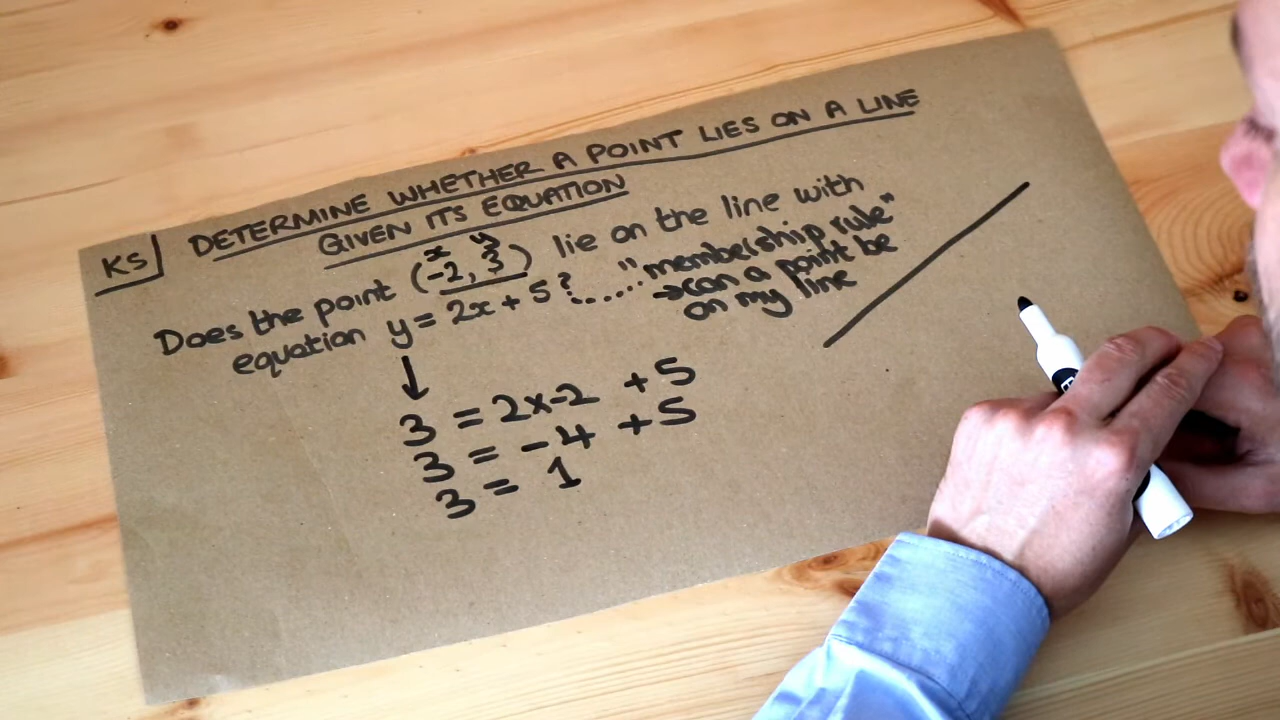 KS
DETERMINE WHETHER A POINT LIES ON A LINE
GIVEN ITS EQUATION
x y
Does the point (-2, 3) lie on the line with
equation y = 2x + 5?
"membership rule"
→can a point be
on my line
↓
3 = 2x-2 +5
3 = -4 +5
3 = 1